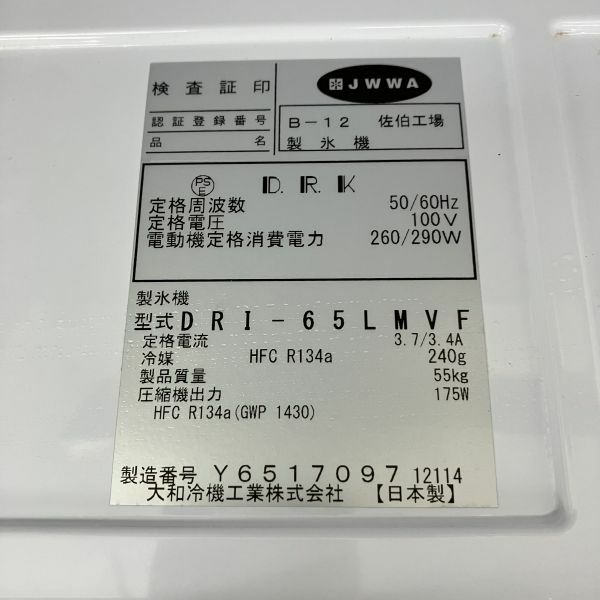 検査証印 JWWA
認証登録番号 B-12 佐伯工場
品名 製氷機
PSE D.R.K
定格周波数 50/60Hz
定格電圧 100V
電動機定格消費電力 260/290W
製氷機
型式 DRI-65LMVF
定格電流 3.7/3.4A
冷媒 HFC R134a 240g
製品質量 55kg
圧縮機出力 175W
HFC R134a(GWP 1430)
製造番号 Y6517097 12114
大和冷機工業株式会社 【日本製】